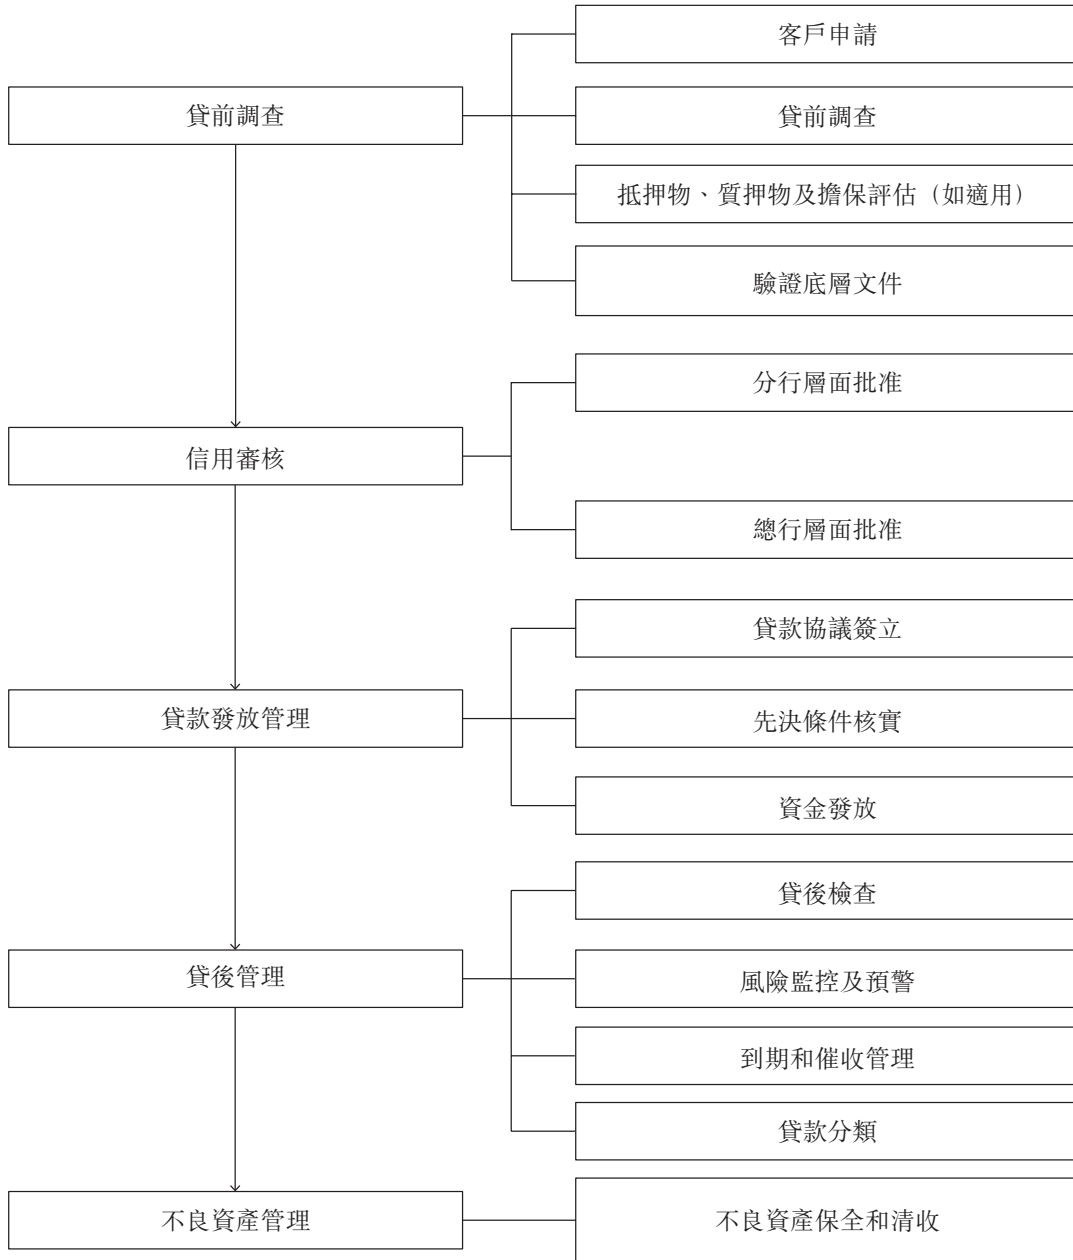 客戶申請
貸前調查
貸前調查
抵押物、質押物及擔保評估（如適用）
驗證底層文件
分行層面批准
信用審核
總行層面批准
貸款協議簽立
貸款發放管理
先決條件核實
資金發放
貸後檢查
貸後管理
風險監控及預警
到期和催收管理
貸款分類
不良資產管理
不良資產保全和清收